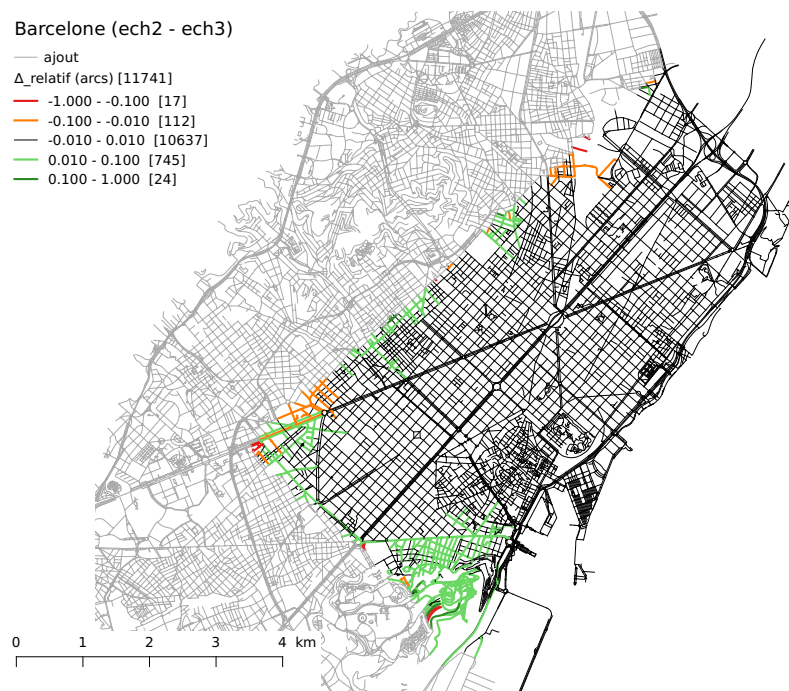 Barcelone (ech2 - ech3)
ajout
Δ_relatif (arcs) [11741]
-1.000 - -0.100 [17]
-0.100 - -0.010 [112]
-0.010 - 0.010 [10637]
0.010 - 0.100 [745]
0.100 - 1.000 [24]
0 1 2 3 4 km